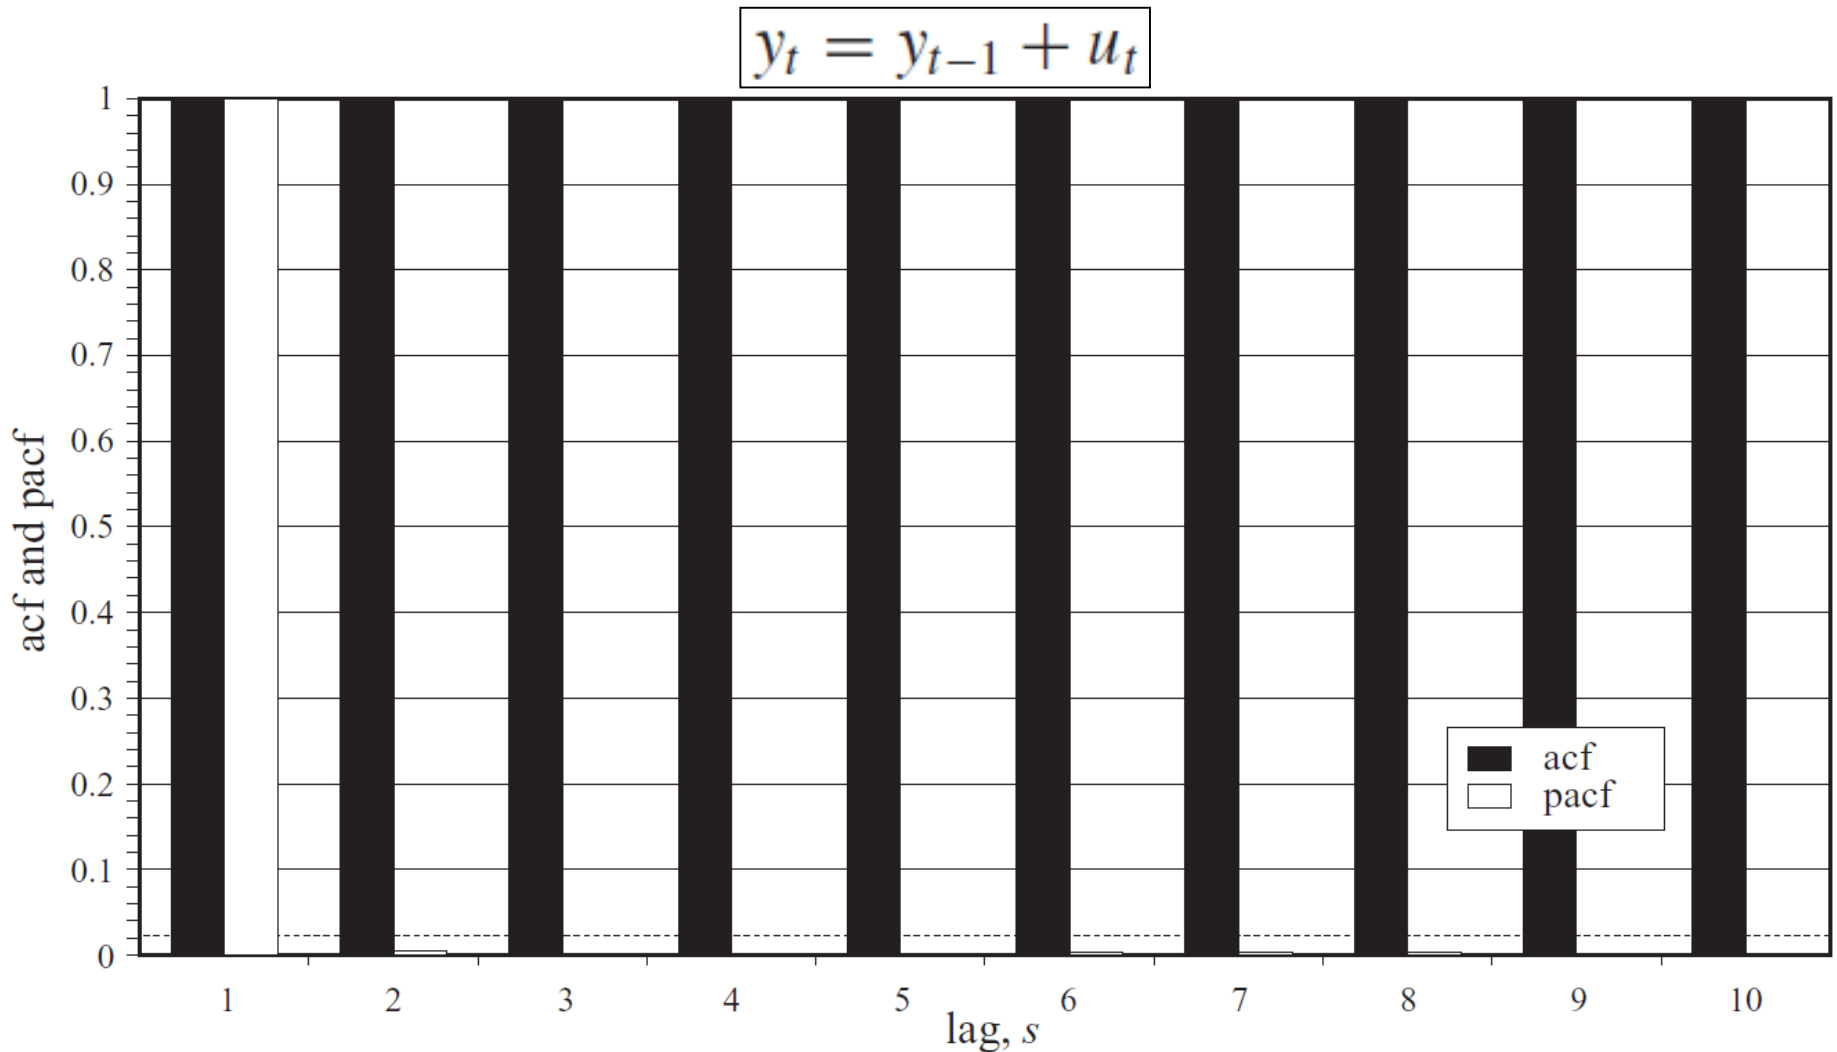 yₜ = yₜ₋₁ + uₜ
1
0.9
0.8
0.7
0.6
0.5
0.4
0.3
0.2
0.1
0
acf and pacf
acf
pacf
1 2 3 4 5 6 7 8 9 10
lag, s